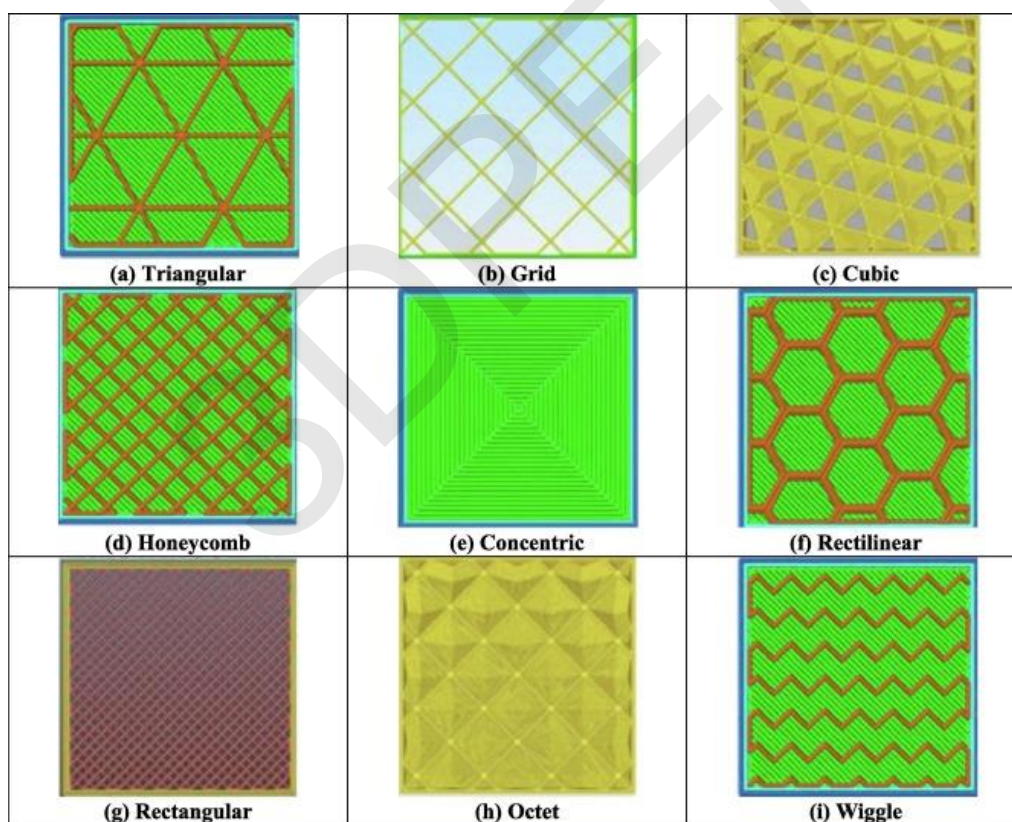 (a) Triangular
(b) Grid
(c) Cubic
(d) Honeycomb
(e) Concentric
(f) Rectilinear
(g) Rectangular
(h) Octet
(i) Wiggle